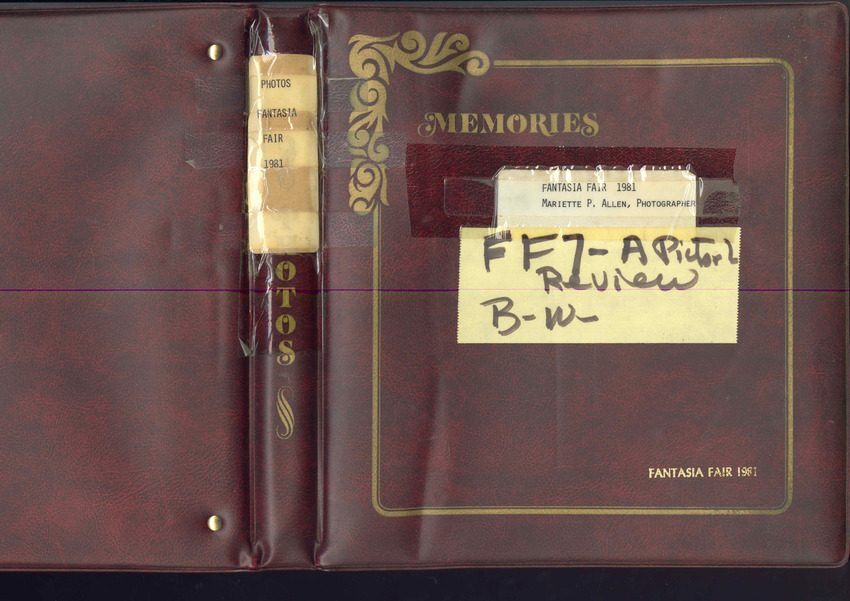 PHOTOS
FANTASIA
FAIR
1981
OTOS
MEMORIES
FANTASIA FAIR 1981
MARIETTE P. ALLEN, PHOTOGRAPHER
FF7-A Pictorl
Review
B-W-
FANTASIA FAIR 1981